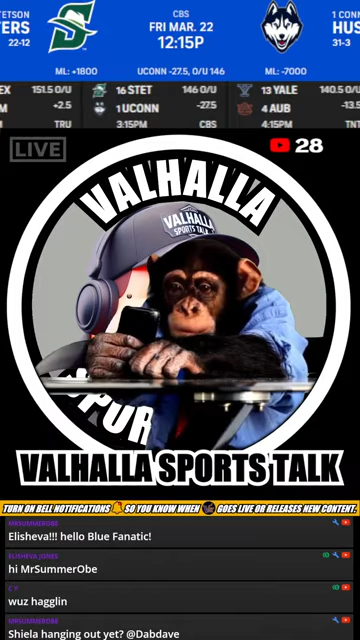 TETSON
CBS
1 CONN
TERS
FRI MAR. 22
HUS
22-12
12:15P
31-3
ML: +1800
UCONN -27.5, O/U 146
ML: -7000
EX
151.5 O/U
16 STET
146 O/U
13 YALE
140.5 O/U
M
+2.5
1 UCONN
-27.5
4 AUB
-13.5
TRU
3:15PM
CBS
4:15PM
TNT
LIVE
28
VALHALLA
VALHALLA
SPORTS TALK
SPOR
VALHALLA SPORTS TALK
TURN ON BELL NOTIFICATIONS 🔔 SO YOU KNOW WHEN GOES LIVE OR RELEASES NEW CONTENT.
MRSUMMEROBE
Elisheva!!! hello Blue Fanatic!
ELISHEVA JONES
hi MrSummerObe
C P
wuz hagglin
MRSUMMEROBE
Shiela hanging out yet? @Dabdave